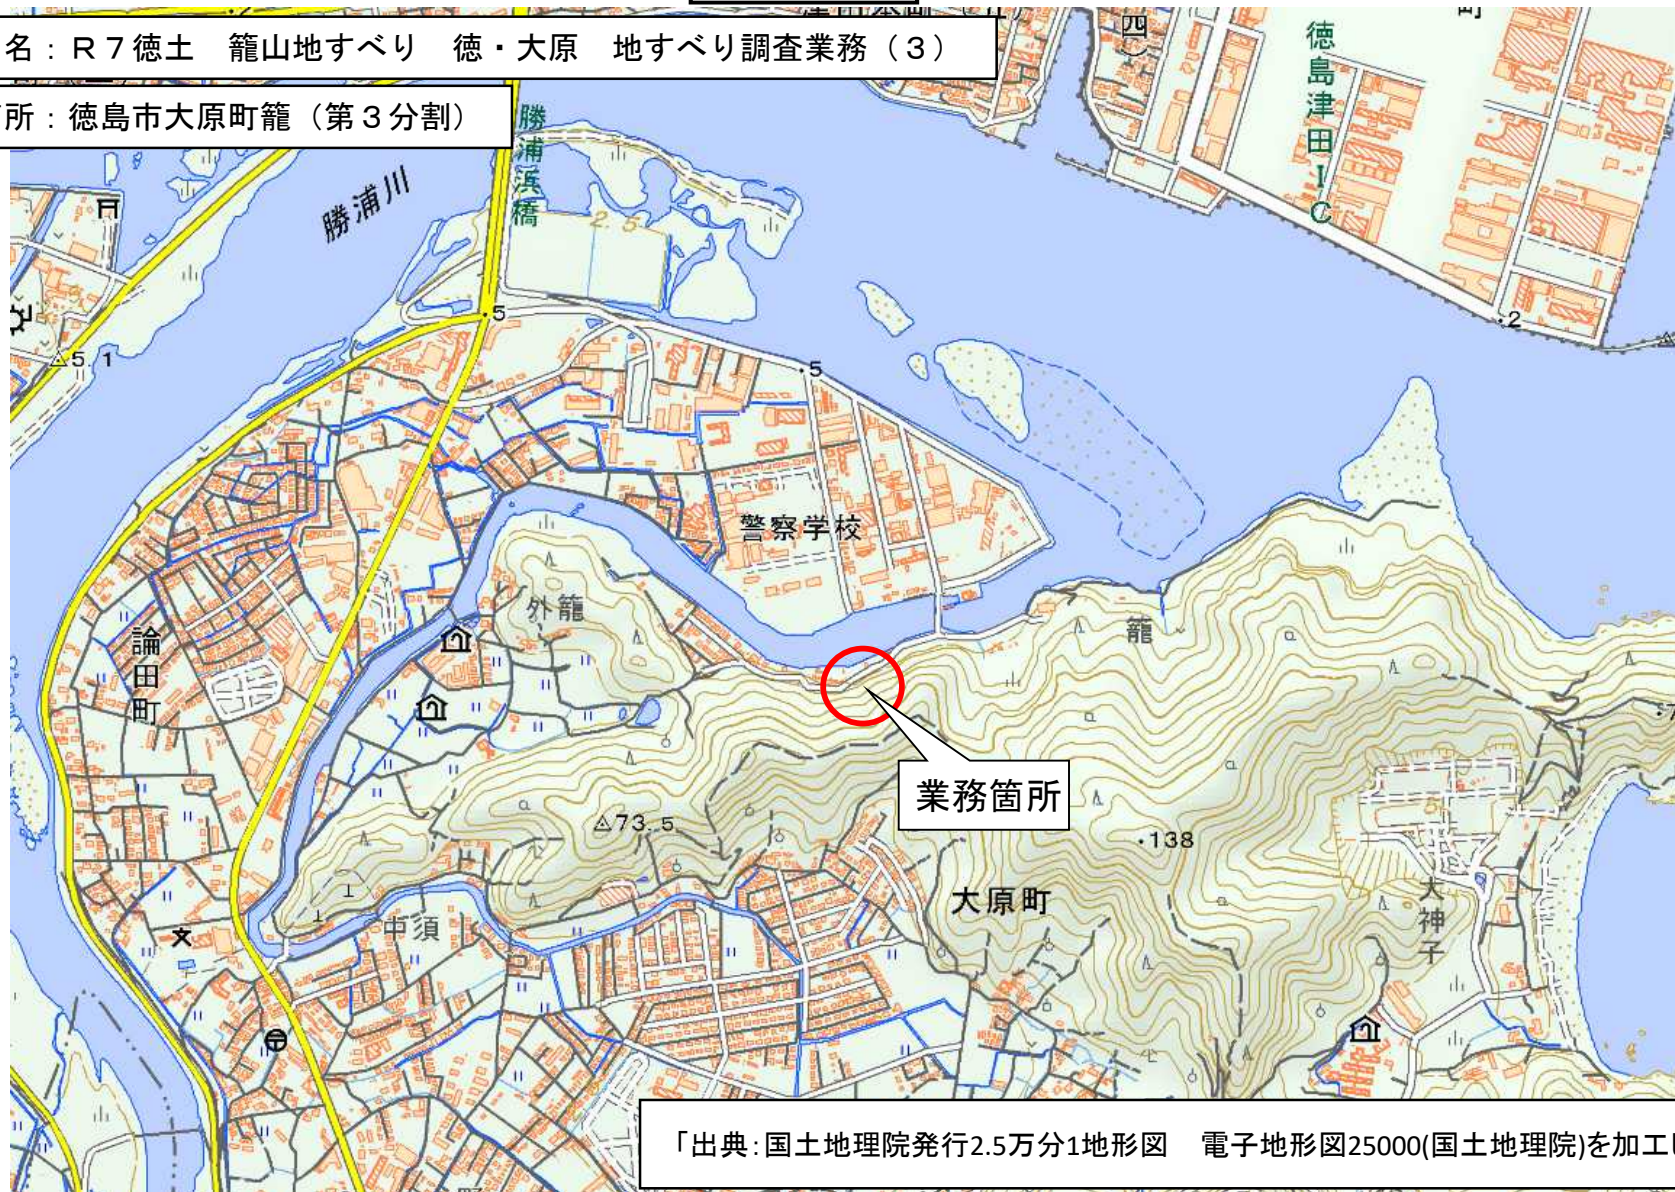 名：Ｒ７徳土　籠山地すべり　徳・大原　地すべり調査業務（３）
所：徳島市大原町籠（第３分割）
四
町
徳島津田ＩＣ
勝浦浜橋
勝浦川
2.5
5
2
5.1
5
警察学校
外籠
籠
論田町
業務箇所
73.5
138
大原町
大神子
中須
「出典:国土地理院発行2.5万分1地形図　電子地形図25000(国土地理院)を加工